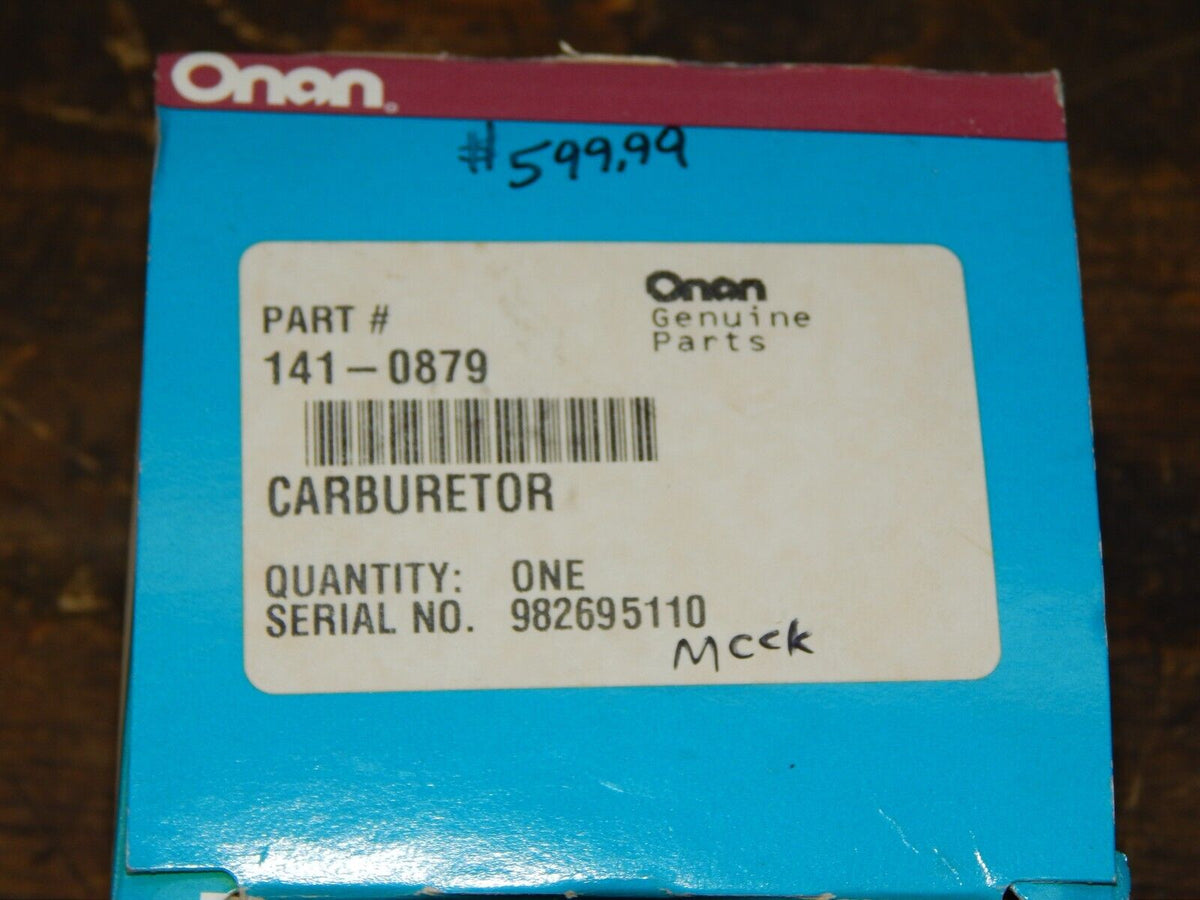 Onan
#599.99
Onan
Genuine
Parts
PART #
141-0879
CARBURETOR
QUANTITY: ONE
SERIAL NO. 982695110
MCCK